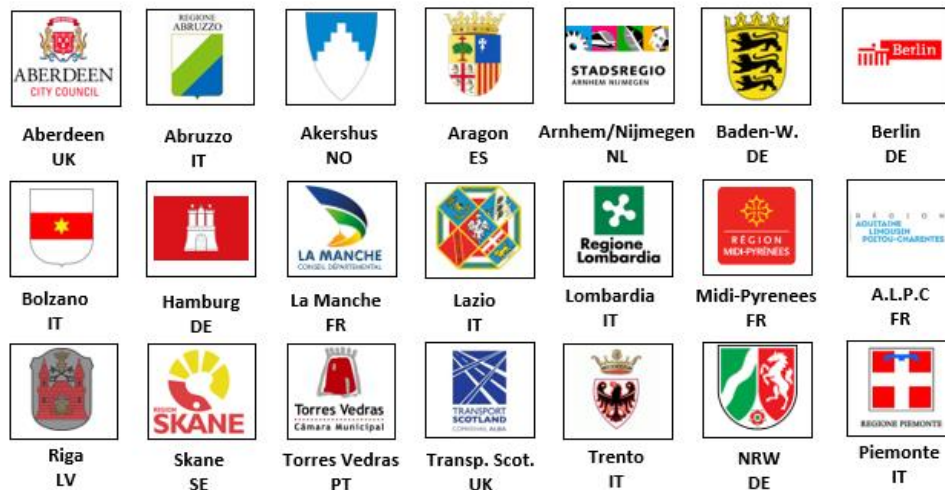 ABERDEEN
CITY COUNCIL
REGIONE
ABRUZZO
STADSREGIO
ARNHEM NIJMEGEN
Berlin
Aberdeen
UK
Abruzzo
IT
Akershus
NO
Aragon
ES
Arnhem/Nijmegen
NL
Baden-W.
DE
Berlin
DE
LA MANCHE
CONSEIL DÉPARTEMENTAL
Regione
Lombardia
RÉGION
MIDI-PYRÉNÉES
RÉGION
AQUITAINE
LIMOUSIN
POITOU-CHARENTES
Bolzano
IT
Hamburg
DE
La Manche
FR
Lazio
IT
Lombardia
IT
Midi-Pyrenees
FR
A.L.P.C
FR
REGION
SKANE
Torres Vedras
Câmara Municipal
TRANSPORT
SCOTLAND
COMHDHAIL ALBA
REGIONE PIEMONTE
Riga
LV
Skane
SE
Torres Vedras
PT
Transp. Scot.
UK
Trento
IT
NRW
DE
Piemonte
IT